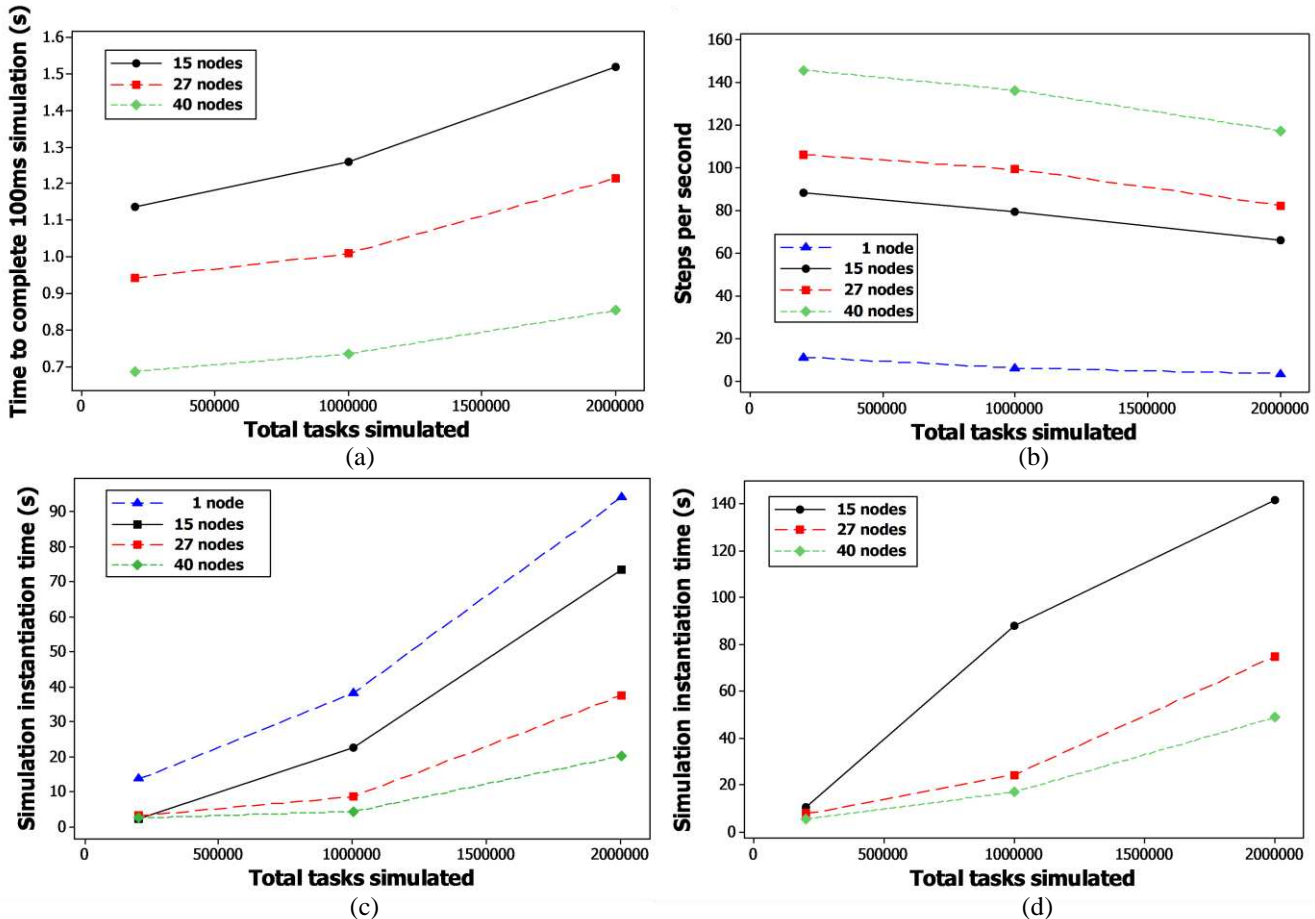 Time to complete 100ms simulation (s)
1.6
1.5
1.4
1.3
1.2
1.1
1.0
0.9
0.8
0.7
15 nodes
27 nodes
40 nodes
0 500000 1000000 1500000 2000000
Total tasks simulated
(a)
Steps per second
160
140
120
100
80
60
40
20
0
1 node
15 nodes
27 nodes
40 nodes
0 500000 1000000 1500000 2000000
Total tasks simulated
(b)
Simulation instantiation time (s)
90
80
70
60
50
40
30
20
10
0
1 node
15 nodes
27 nodes
40 nodes
0 500000 1000000 1500000 2000000
Total tasks simulated
(c)
Simulation instantiation time (s)
140
120
100
80
60
40
20
0
15 nodes
27 nodes
40 nodes
0 500000 1000000 1500000 2000000
Total tasks simulated
(d)